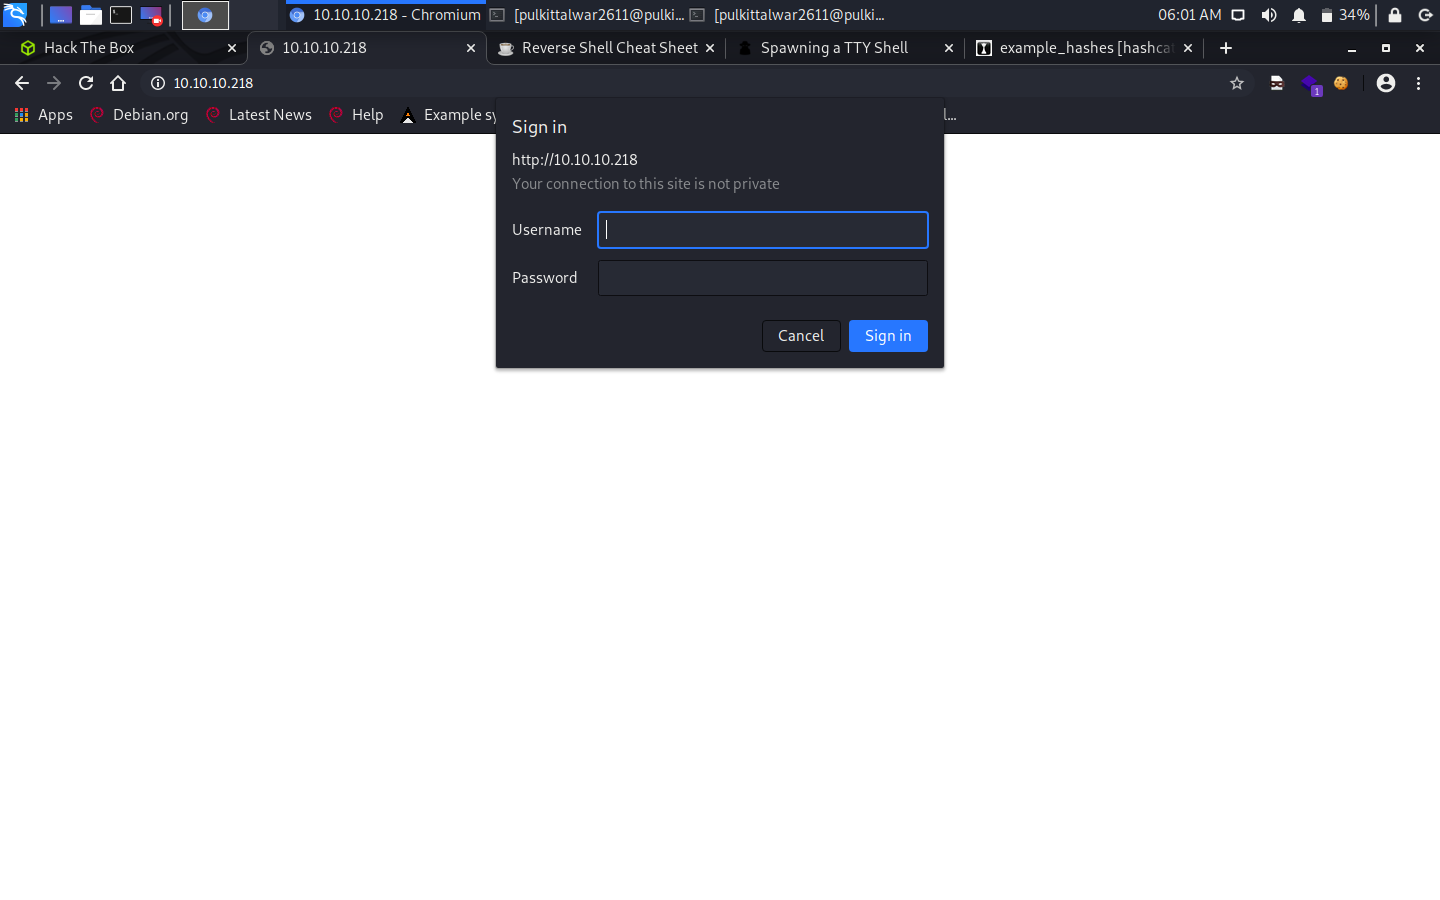 10.10.10.218 - Chromium [pulkittalwar2611@pulki... [pulkittalwar2611@pulki... 06:01 AM 34%
Hack The Box 10.10.10.218 Reverse Shell Cheat Sheet Spawning a TTY Shell example_hashes [hashca
10.10.10.218 1
Apps Debian.org Latest News Help Example sy l...
Sign in
http://10.10.10.218
Your connection to this site is not private
Username
Password
Cancel Sign in